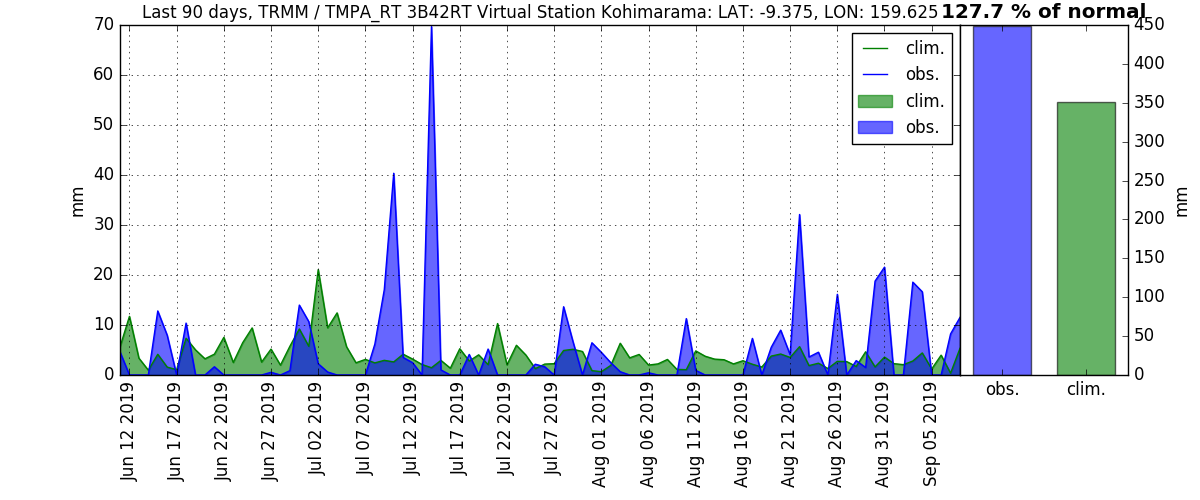 Last 90 days, TRMM / TMPA_RT 3B42RT Virtual Station Kohimarama: LAT: -9.375, LON: 159.625
127.7 % of normal
70
60
50
40
30
20
10
0
mm
clim.
obs.
clim.
obs.
450
400
350
300
250
200
150
100
50
0
mm
Jun 12 2019
Jun 17 2019
Jun 22 2019
Jun 27 2019
Jul 02 2019
Jul 07 2019
Jul 12 2019
Jul 17 2019
Jul 22 2019
Jul 27 2019
Aug 01 2019
Aug 06 2019
Aug 11 2019
Aug 16 2019
Aug 21 2019
Aug 26 2019
Aug 31 2019
Sep 05 2019
obs.
clim.